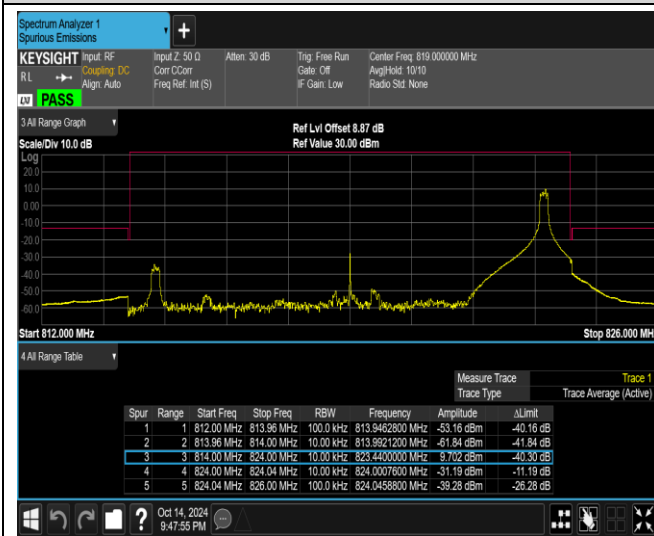 Spectrum Analyzer 1
Spurious Emissions
+
KEYSIGHT Input: RF Input Z: 50 Ω Atten: 30 dB Trig: Free Run Center Freq: 819.000000 MHz
RL Coupling: DC Corr CCorr Gate: Off Avg|Hold: 10/10
Align: Auto Freq Ref: Int (S) IF Gain: Low Radio Std: None
LXI PASS
3 All Range Graph
Ref Lvl Offset 8.87 dB
Scale/Div 10.0 dB Ref Value 30.00 dBm
Log
20.0
10.0
0.00
-10.0
-20.0
-30.0
-40.0
-50.0
-60.0
Start 812.000 MHz Stop 826.000 MH
4 All Range Table
Measure Trace Trace 1
Trace Type Trace Average (Active)
Spur Range Start Freq Stop Freq RBW Frequency Amplitude ΔLimit
1 1 812.00 MHz 813.96 MHz 100.0 kHz 813.9462800 MHz -53.16 dBm -40.16 dB
2 2 813.96 MHz 814.00 MHz 10.00 kHz 813.9921200 MHz -61.84 dBm -41.84 dB
3 3 814.00 MHz 824.00 MHz 10.00 kHz 823.4400000 MHz 9.702 dBm -40.30 dB
4 4 824.00 MHz 824.04 MHz 10.00 kHz 824.0007600 MHz -31.19 dBm -11.19 dB
5 5 824.04 MHz 826.00 MHz 100.0 kHz 824.0458800 MHz -39.28 dBm -26.28 dB
? Oct 14, 2024
9:47:55 PM